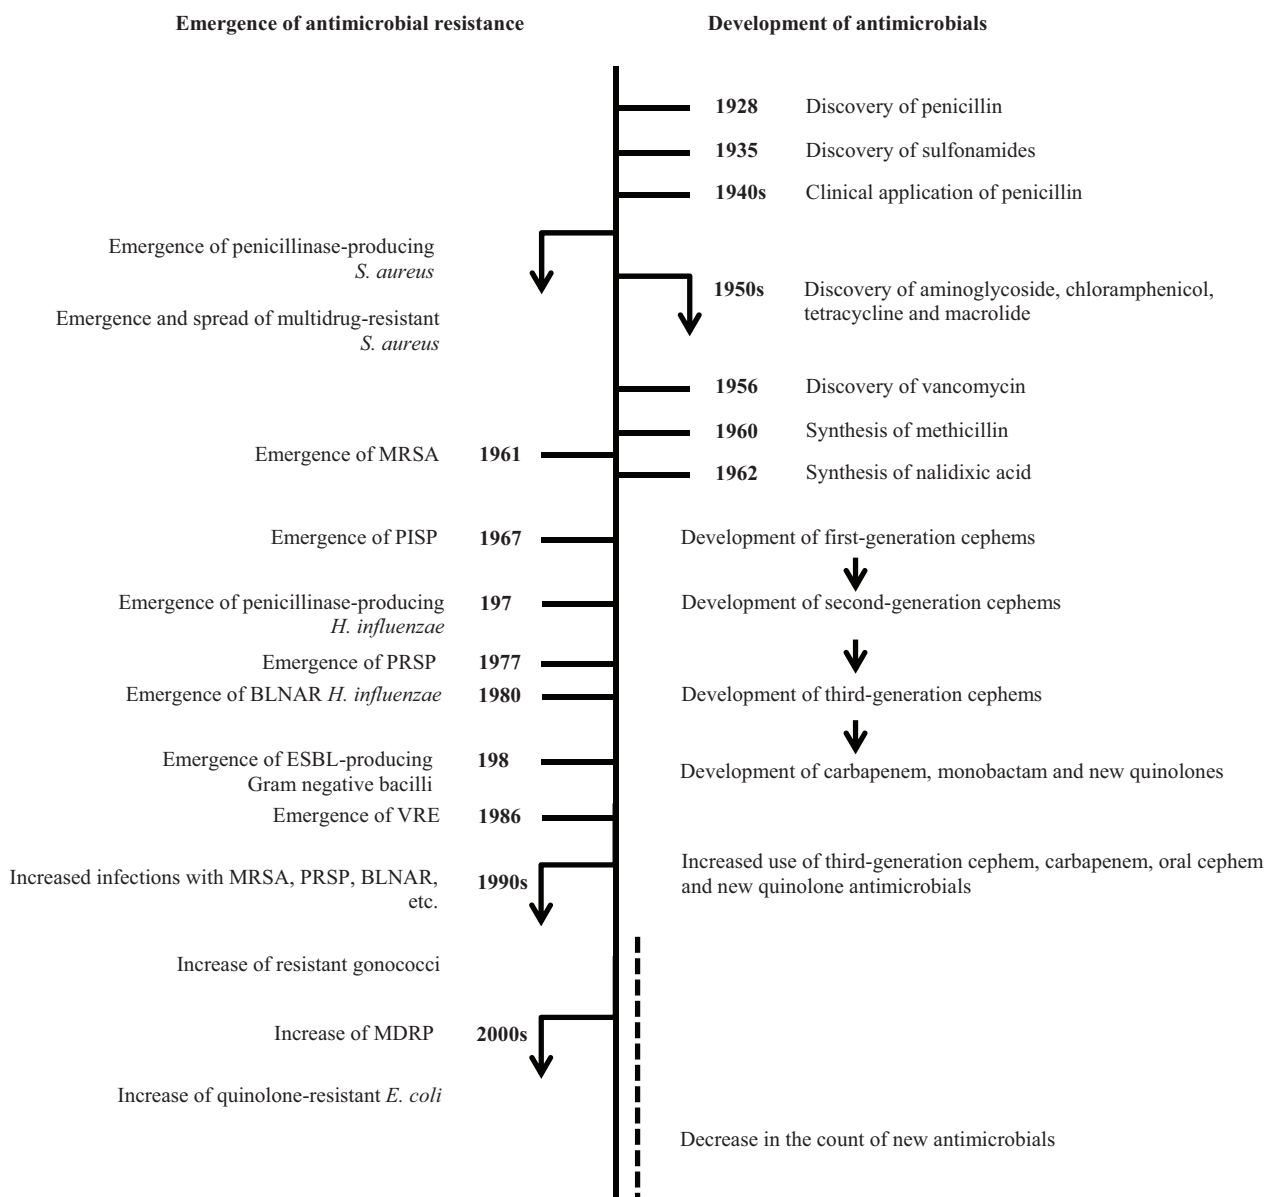 Emergence of antimicrobial resistance
Development of antimicrobials
1928 Discovery of penicillin
1935 Discovery of sulfonamides
1940s Clinical application of penicillin
Emergence of penicillinase-producing
S. aureus
1950s Discovery of aminoglycoside, chloramphenicol,
tetracycline and macrolide
Emergence and spread of multidrug-resistant
S. aureus
1956 Discovery of vancomycin
1960 Synthesis of methicillin
Emergence of MRSA 1961
1962 Synthesis of nalidixic acid
Emergence of PISP 1967
Development of first-generation cephems
Emergence of penicillinase-producing 197
H. influenzae
Development of second-generation cephems
Emergence of PRSP 1977
Emergence of BLNAR H. influenzae 1980
Development of third-generation cephems
Emergence of ESBL-producing 198
Gram negative bacilli
Development of carbapenem, monobactam and new quinolones
Emergence of VRE 1986
Increased infections with MRSA, PRSP, BLNAR, 1990s
etc.
Increased use of third-generation cephem, carbapenem, oral cephem
and new quinolone antimicrobials
Increase of resistant gonococci
Increase of MDRP 2000s
Increase of quinolone-resistant E. coli
Decrease in the count of new antimicrobials